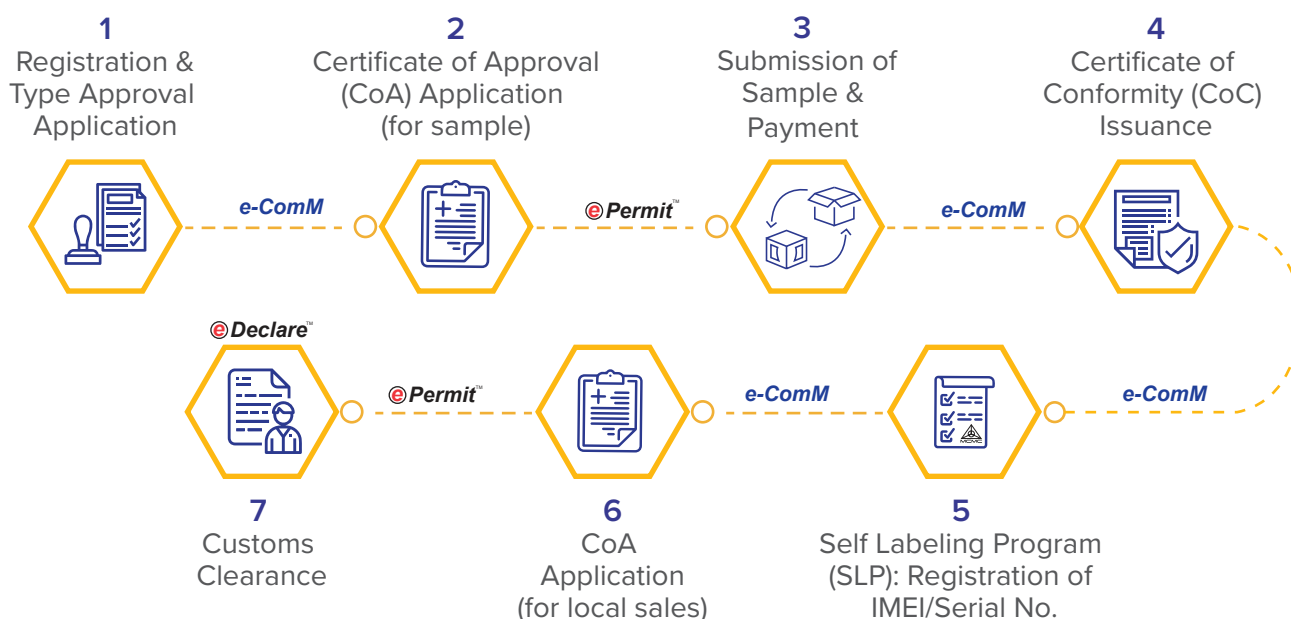 1
Registration &
Type Approval
Application
2
Certificate of Approval
(CoA) Application
(for sample)
3
Submission of
Sample &
Payment
4
Certificate of
Conformity (CoC)
Issuance
e-ComM
ePermit™
e-ComM
eDeclare™
ePermit™
e-ComM
e-ComM
MCMC
7
Customs
Clearance
6
CoA
Application
(for local sales)
5
Self Labeling Program
(SLP): Registration of
IMEI/Serial No.